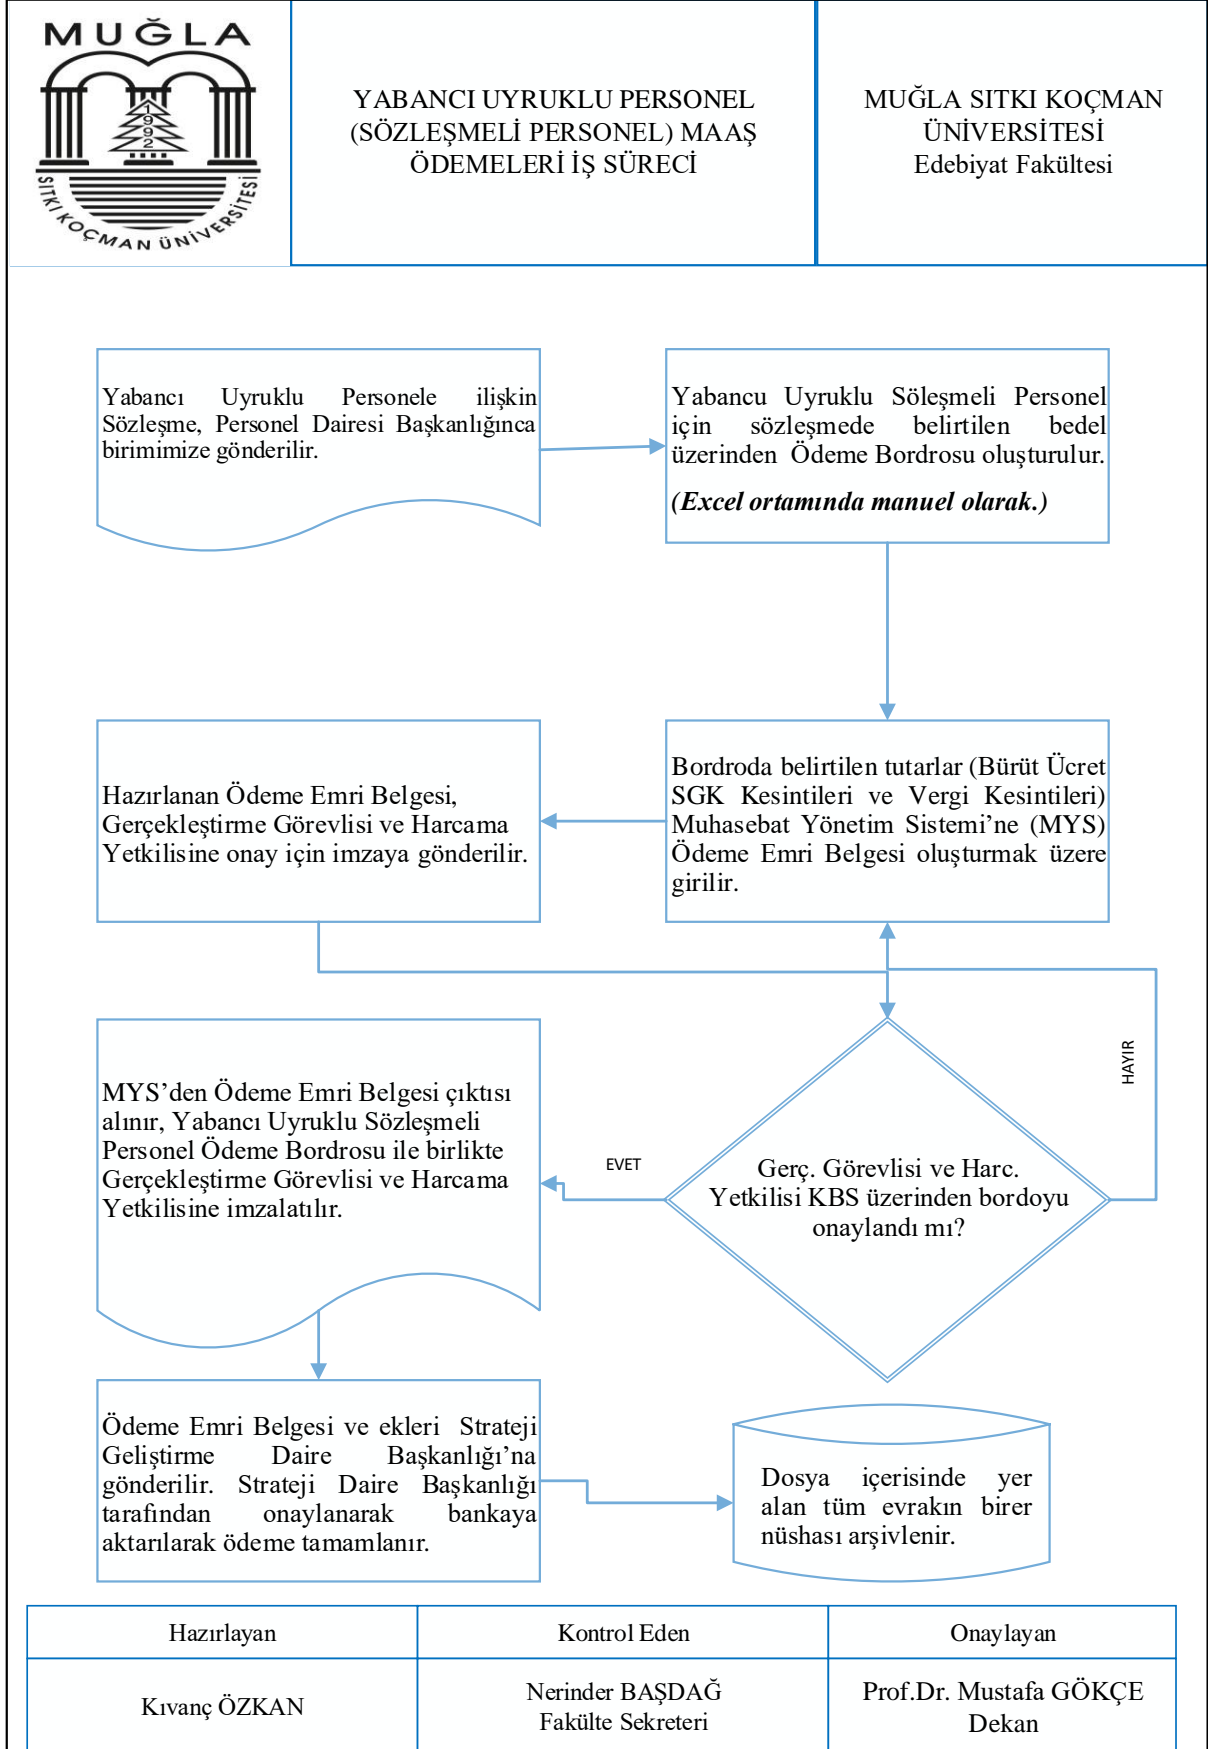 MUĞLA
1992
SITKI KOÇMAN ÜNİVERSİTESİ
YABANCI UYRUKLU PERSONEL
(SÖZLEŞMELİ PERSONEL) MAAŞ
ÖDEMELERİ İŞ SÜRECİ
MUĞLA SITKI KOÇMAN
ÜNİVERSİTESİ
Edebiyat Fakültesi
Yabancı Uyruklu Personele ilişkin
Sözleşme, Personel Dairesi Başkanlığınca
birimimize gönderilir.
Yabancu Uyruklu Söleşmeli Personel
için sözleşmede belirtilen bedel
üzerinden Ödeme Bordrosu oluşturulur.
(Excel ortamında manuel olarak.)
Hazırlanan Ödeme Emri Belgesi,
Gerçekleştirme Görevlisi ve Harcama
Yetkilisine onay için imzaya gönderilir.
Bordroda belirtilen tutarlar (Bürüt Ücret
SGK Kesintileri ve Vergi Kesintileri)
Muhasebat Yönetim Sistemi’ne (MYS)
Ödeme Emri Belgesi oluşturmak üzere
girilir.
HAYIR
MYS’den Ödeme Emri Belgesi çıktısı
alınır, Yabancı Uyruklu Sözleşmeli
Personel Ödeme Bordrosu ile birlikte
Gerçekleştirme Görevlisi ve Harcama
Yetkilisine imzalatılır.
EVET
Gerç. Görevlisi ve Harc.
Yetkilisi KBS üzerinden bordoyu
onaylandı mı?
Ödeme Emri Belgesi ve ekleri Strateji
Geliştirme Daire Başkanlığı’na
gönderilir. Strateji Daire Başkanlığı
tarafından onaylanarak bankaya
aktarılarak ödeme tamamlanır.
Dosya içerisinde yer
alan tüm evrakın birer
nüshası arşivlenir.
Hazırlayan
Kontrol Eden
Onaylayan
Kıvanç ÖZKAN
Nerinder BAŞDAĞ
Fakülte Sekreteri
Prof.Dr. Mustafa GÖKÇE
Dekan